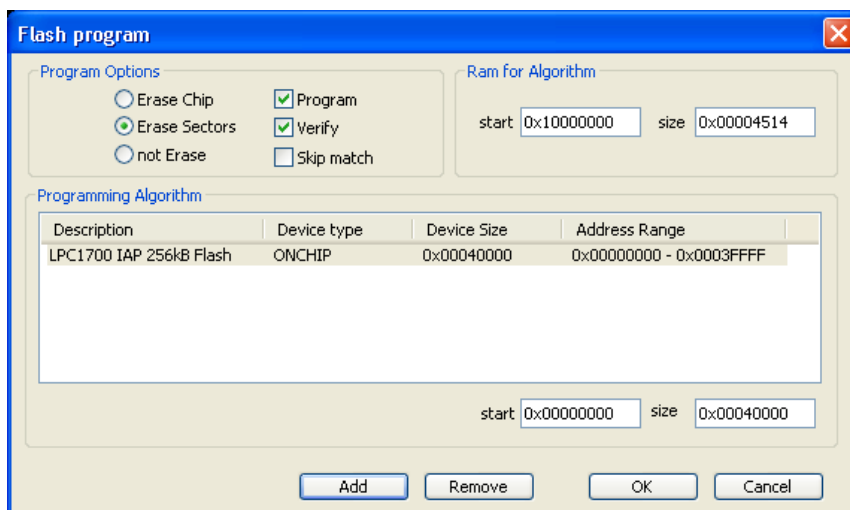 Flash program
Program Options
Erase Chip
Program
Erase Sectors
Verify
not Erase
Skip match
Ram for Algorithm
start 0x10000000 size 0x00004514
Programming Algorithm
Description Device type Device Size Address Range
LPC1700 IAP 256kB Flash ONCHIP 0x00040000 0x00000000 - 0x0003FFFF
start 0x00000000 size 0x00040000
Add Remove OK Cancel